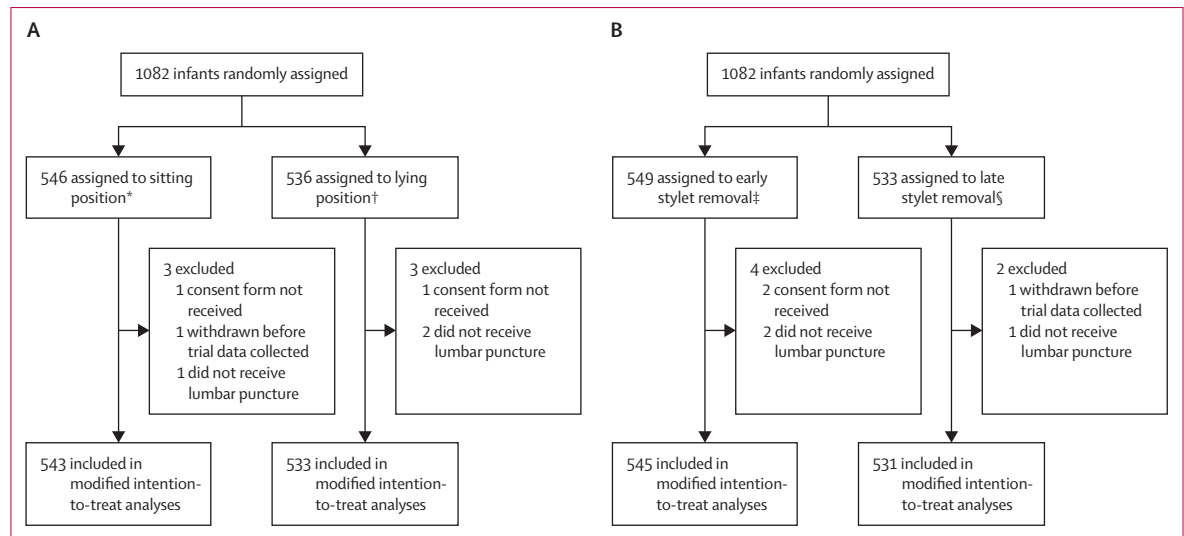 A
1082 infants randomly assigned
546 assigned to sitting
position*
536 assigned to lying
position†
3 excluded
1 consent form not
received
1 withdrawn before
trial data collected
1 did not receive
lumbar puncture
3 excluded
1 consent form not
received
2 did not receive
lumbar puncture
543 included in
modified intention-
to-treat analyses
533 included in
modified intention-
to-treat analyses
B
1082 infants randomly assigned
549 assigned to early
stylet removal‡
533 assigned to late
stylet removal§
4 excluded
2 consent form not
received
2 did not receive
lumbar puncture
2 excluded
1 withdrawn before
trial data collected
1 did not receive
lumbar puncture
545 included in
modified intention-
to-treat analyses
531 included in
modified intention-
to-treat analyses